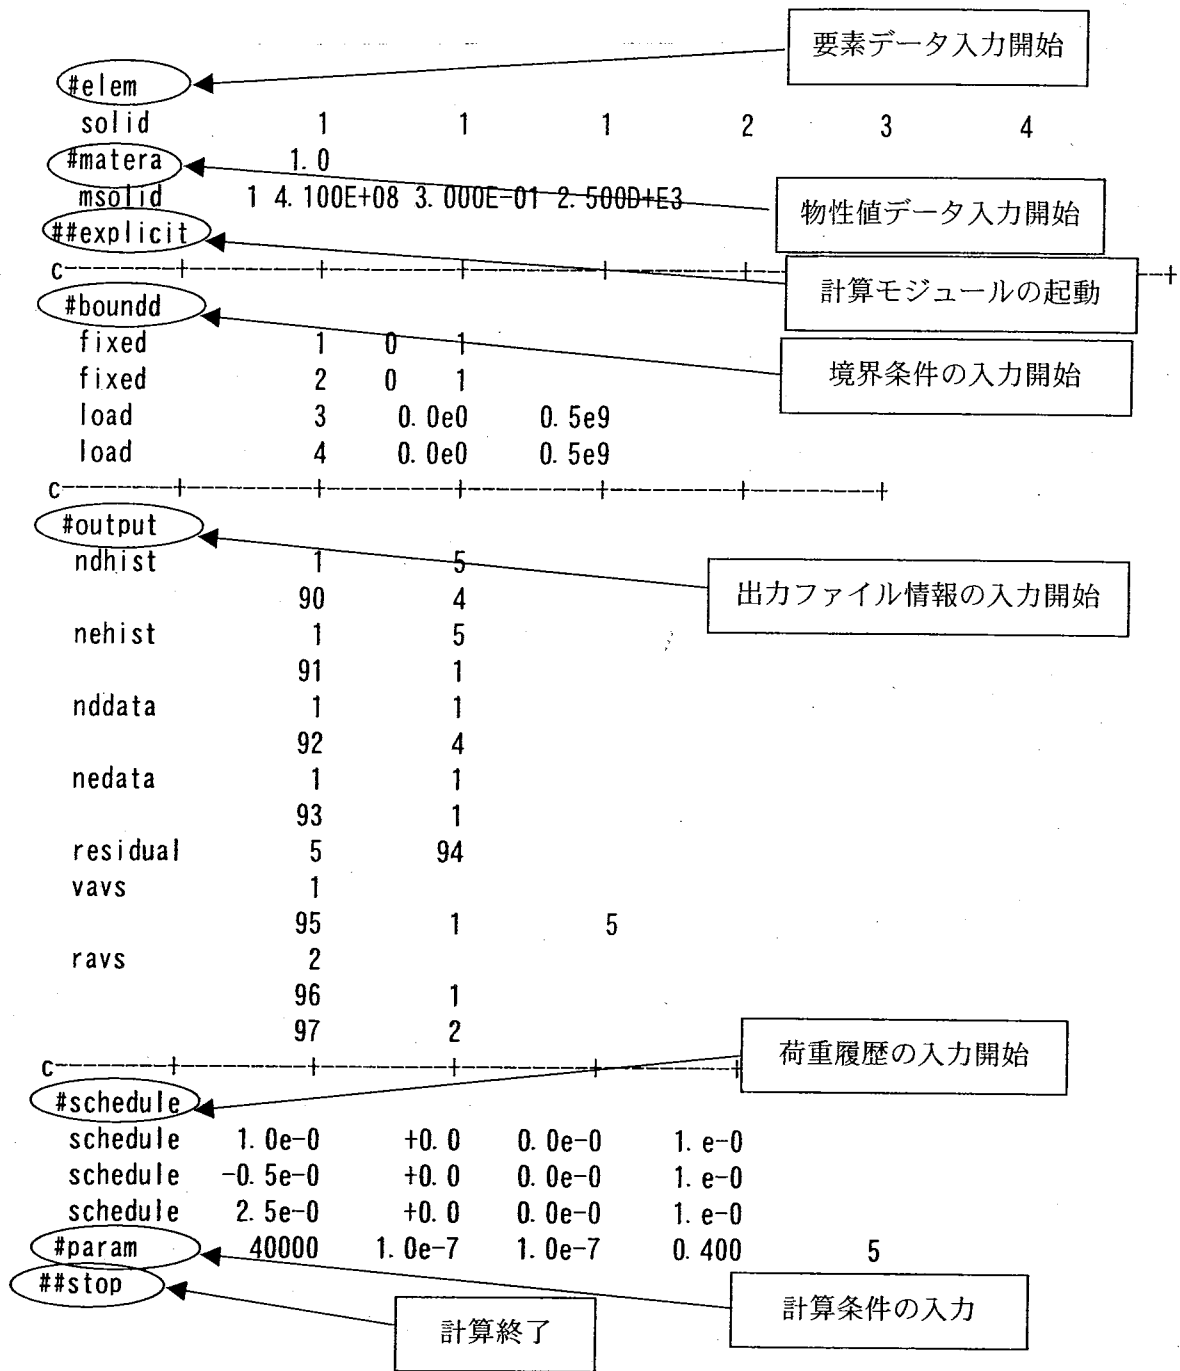 要素データ入力開始
#elem
solid 1 1 1 2 3 4
#matera 1.0
msolid 1 4.100E+08 3.000E-01 2.500D+E3
物性値データ入力開始
##explicit
c--------+---------+---------+---------+---------+---------+---------+---------+
計算モジュールの起動
#boundd
fixed 1 0 1
境界条件の入力開始
fixed 2 0 1
load 3 0.0e0 0.5e9
load 4 0.0e0 0.5e9
c--------+---------+---------+---------+---------+---------+
#output
ndhist 1 5
出力ファイル情報の入力開始
90 4
nehist 1 5
91 1
nddata 1 1
92 4
nedata 1 1
93 1
residual 5 94
vavs 1
95 1 5
ravs 2
96 1
97 2
荷重履歴の入力開始
c--------+---------+---------+---------+---------+
#schedule
schedule 1.0e-0 +0.0 0.0e-0 1.e-0
schedule -0.5e-0 +0.0 0.0e-0 1.e-0
schedule 2.5e-0 +0.0 0.0e-0 1.e-0
#param 40000 1.0e-7 1.0e-7 0.400 5
##stop
計算条件の入力
計算終了